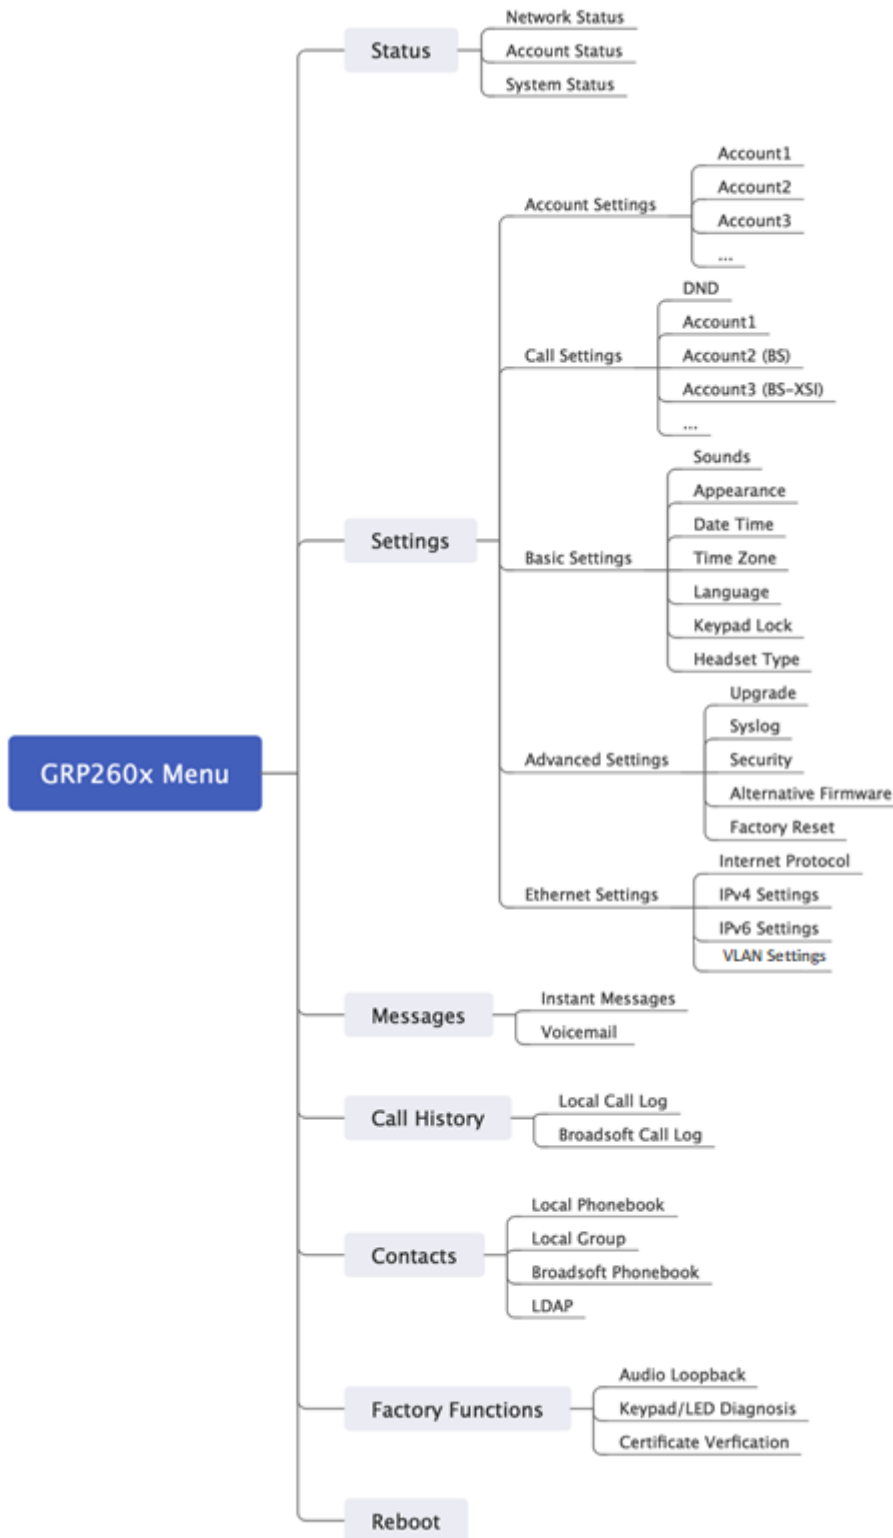 Network Status
Status
Account Status
System Status
Account1
Account2
Account Settings
Account3
...
DND
Account1
Call Settings
Account2 (BS)
Account3 (BS-XSI)
...
Sounds
Appearance
Date Time
Settings
Basic Settings
Time Zone
Language
Keypad Lock
Headset Type
Upgrade
Syslog
GRP260x Menu
Advanced Settings
Security
Alternative Firmware
Factory Reset
Internet Protocol
Ethernet Settings
IPv4 Settings
IPv6 Settings
VLAN Settings
Messages
Instant Messages
Voicemail
Call History
Local Call Log
Broadsoft Call Log
Local Phonebook
Local Group
Contacts
Broadsoft Phonebook
LDAP
Audio Loopback
Factory Functions
Keypad/LED Diagnosis
Certificate Verfication
Reboot